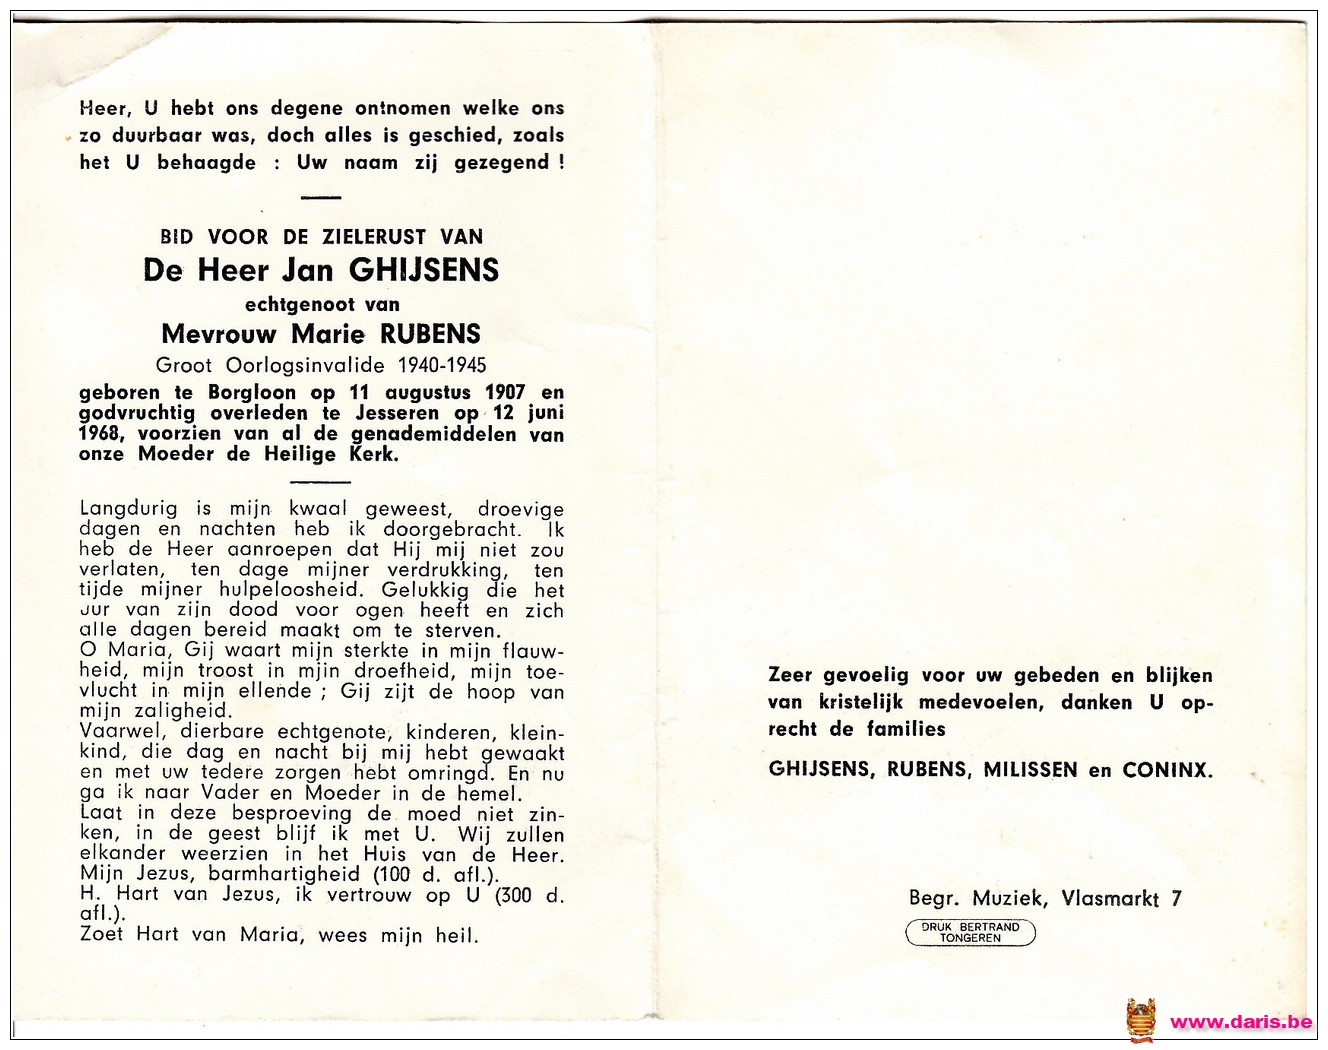 Heer, U hebt ons degene ontnomen welke ons
zo duurbaar was, doch alles is geschied, zoals
het U behaagde : Uw naam zij gezegend !
BID VOOR DE ZIELERUST VAN
De Heer Jan GHIJSENS
echtgenoot van
Mevrouw Marie RUBENS
Groot Oorlogsinvalide 1940-1945
geboren te Borgloon op 11 augustus 1907 en
godvruchtig overleden te Jesseren op 12 juni
1968, voorzien van al de genademiddelen van
onze Moeder de Heilige Kerk.
Langdurig is mijn kwaal geweest, droevige
dagen en nachten heb ik doorgebracht. Ik
heb de Heer aanroepen dat Hij mij niet zou
verlaten, ten dage mijner verdrukking, ten
tijde mijner hulpeloosheid. Gelukkig die het
uur van zijn dood voor ogen heeft en zich
alle dagen bereid maakt om te sterven.
O Maria, Gij waart mijn sterkte in mijn flauw-
heid, mijn troost in mjin droefheid, mijn toe-
vlucht in mijn ellende ; Gij zijt de hoop van
mijn zaligheid.
Vaarwel, dierbare echtgenote, kinderen, klein-
kind, die dag en nacht bij mij hebt gewaakt
en met uw tedere zorgen hebt omringd. En nu
ga ik naar Vader en Moeder in de hemel.
Laat in deze besproeving de moed niet zin-
ken, in de geest blijf ik met U. Wij zullen
elkander weerzien in het Huis van de Heer.
Mijn Jezus, barmhartigheid (100 d. afl.).
H. Hart van Jezus, ik vertrouw op U (300 d.
afl.).
Zoet Hart van Maria, wees mijn heil.
Zeer gevoelig voor uw gebeden en blijken
van kristelijk medevoelen, danken U op-
recht de families
GHIJSENS, RUBENS, MILISSEN en CONINX.
Begr. Muziek, Vlasmarkt 7
DRUK BERTRAND
TONGEREN
www.daris.be